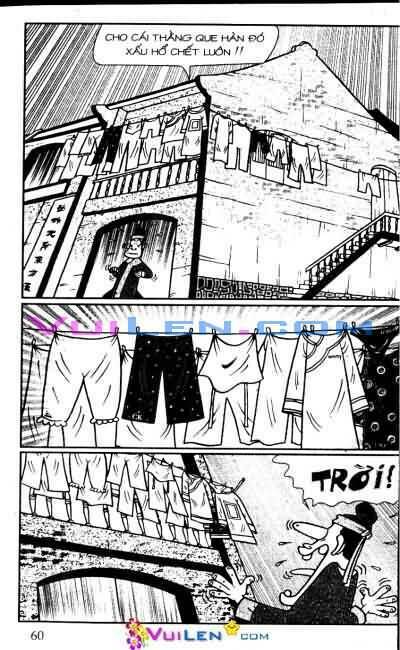 CHO CÁI THẰNG QUE HÀN ĐÓ
XẤU HỔ CHẾT LUÔN !!
VUILEN.COM
TRỜI!
60
VUILEN.COM